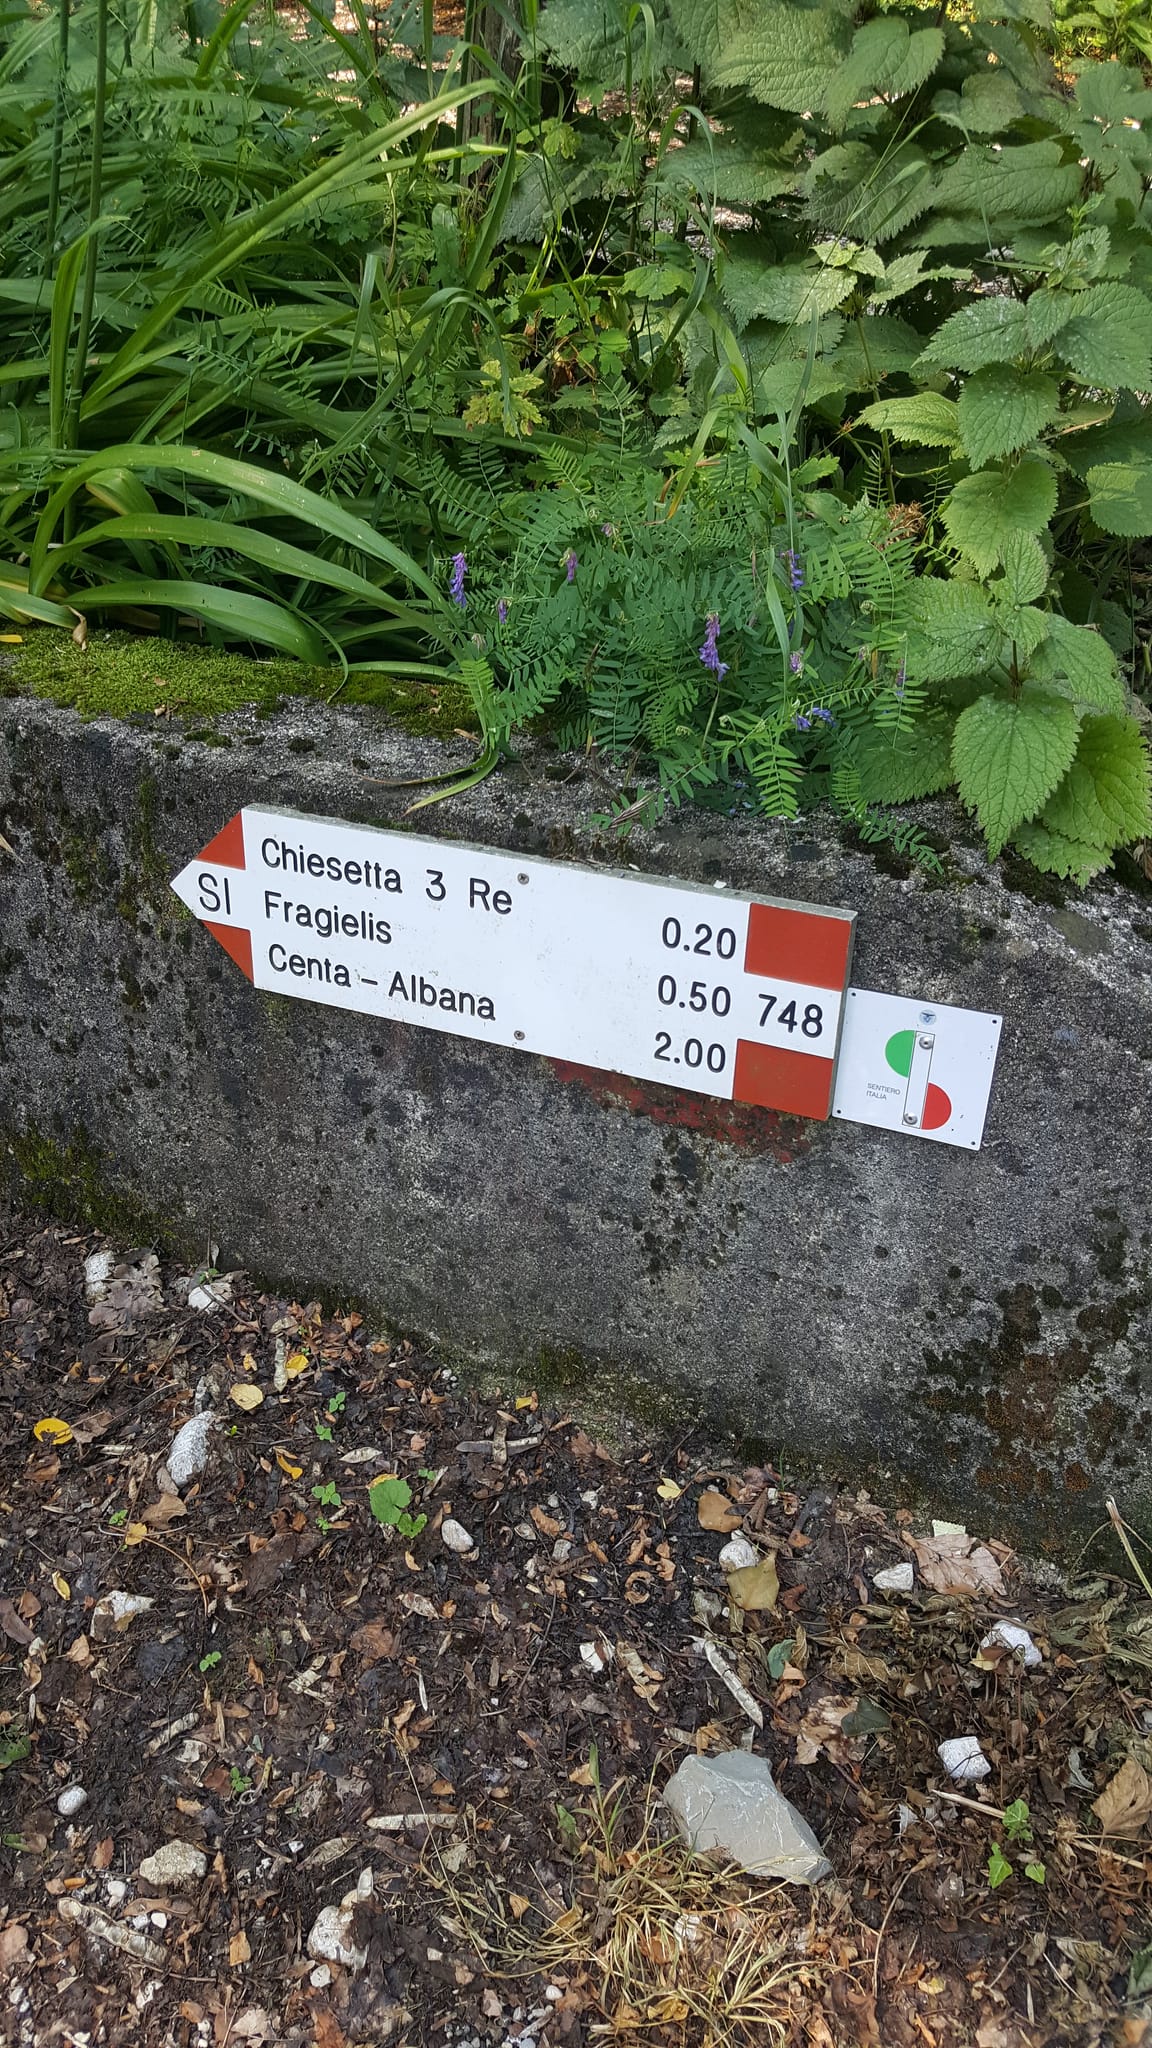 Chiesetta 3 Re 0.20
SI Fragielis 0.50 748
Centa - Albana 2.00
SENTIERO
ITALIA